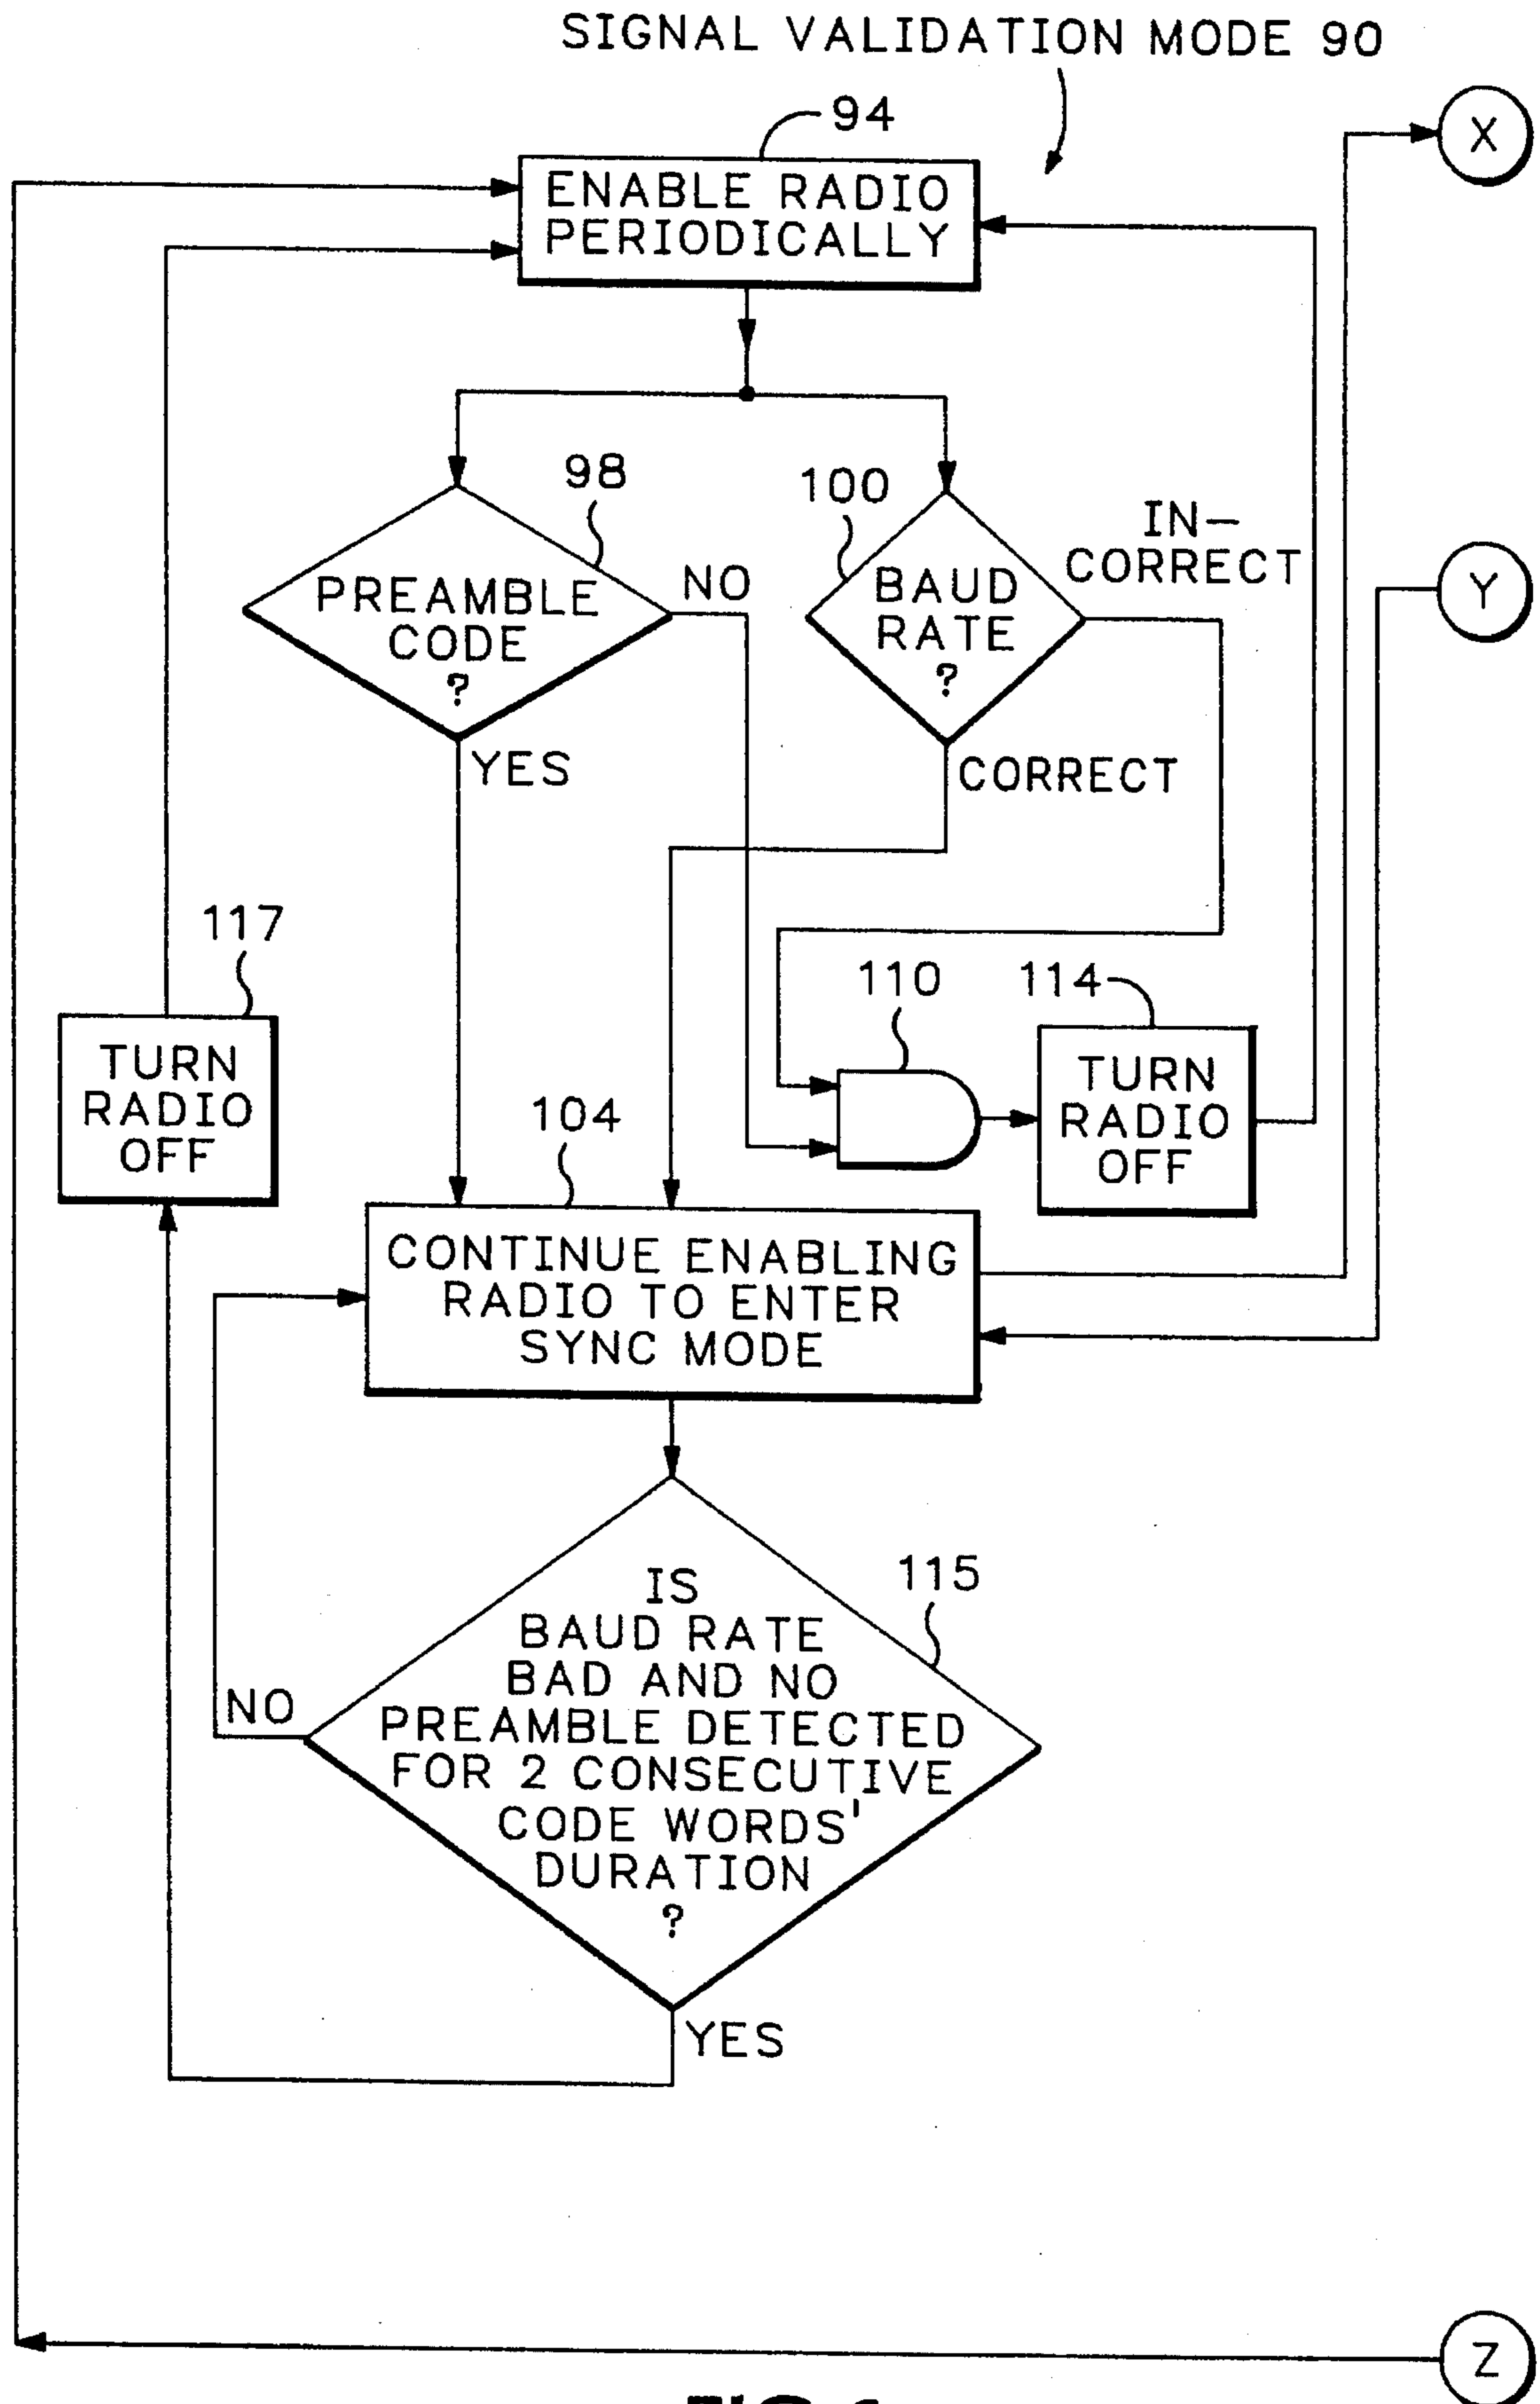 SIGNAL VALIDATION MODE 90
94
X
ENABLE RADIO
PERIODICALLY
98
100
IN-
CORRECT
Y
PREAMBLE
CODE
?
NO
BAUD
RATE
?
YES
CORRECT
117
110
114
TURN
RADIO
OFF
TURN
RADIO
OFF
104
CONTINUE ENABLING
RADIO TO ENTER
SYNC MODE
115
IS
BAUD RATE
BAD AND NO
PREAMBLE DETECTED
FOR 2 CONSECUTIVE
CODE WORDS'
DURATION
?
NO
YES
Z